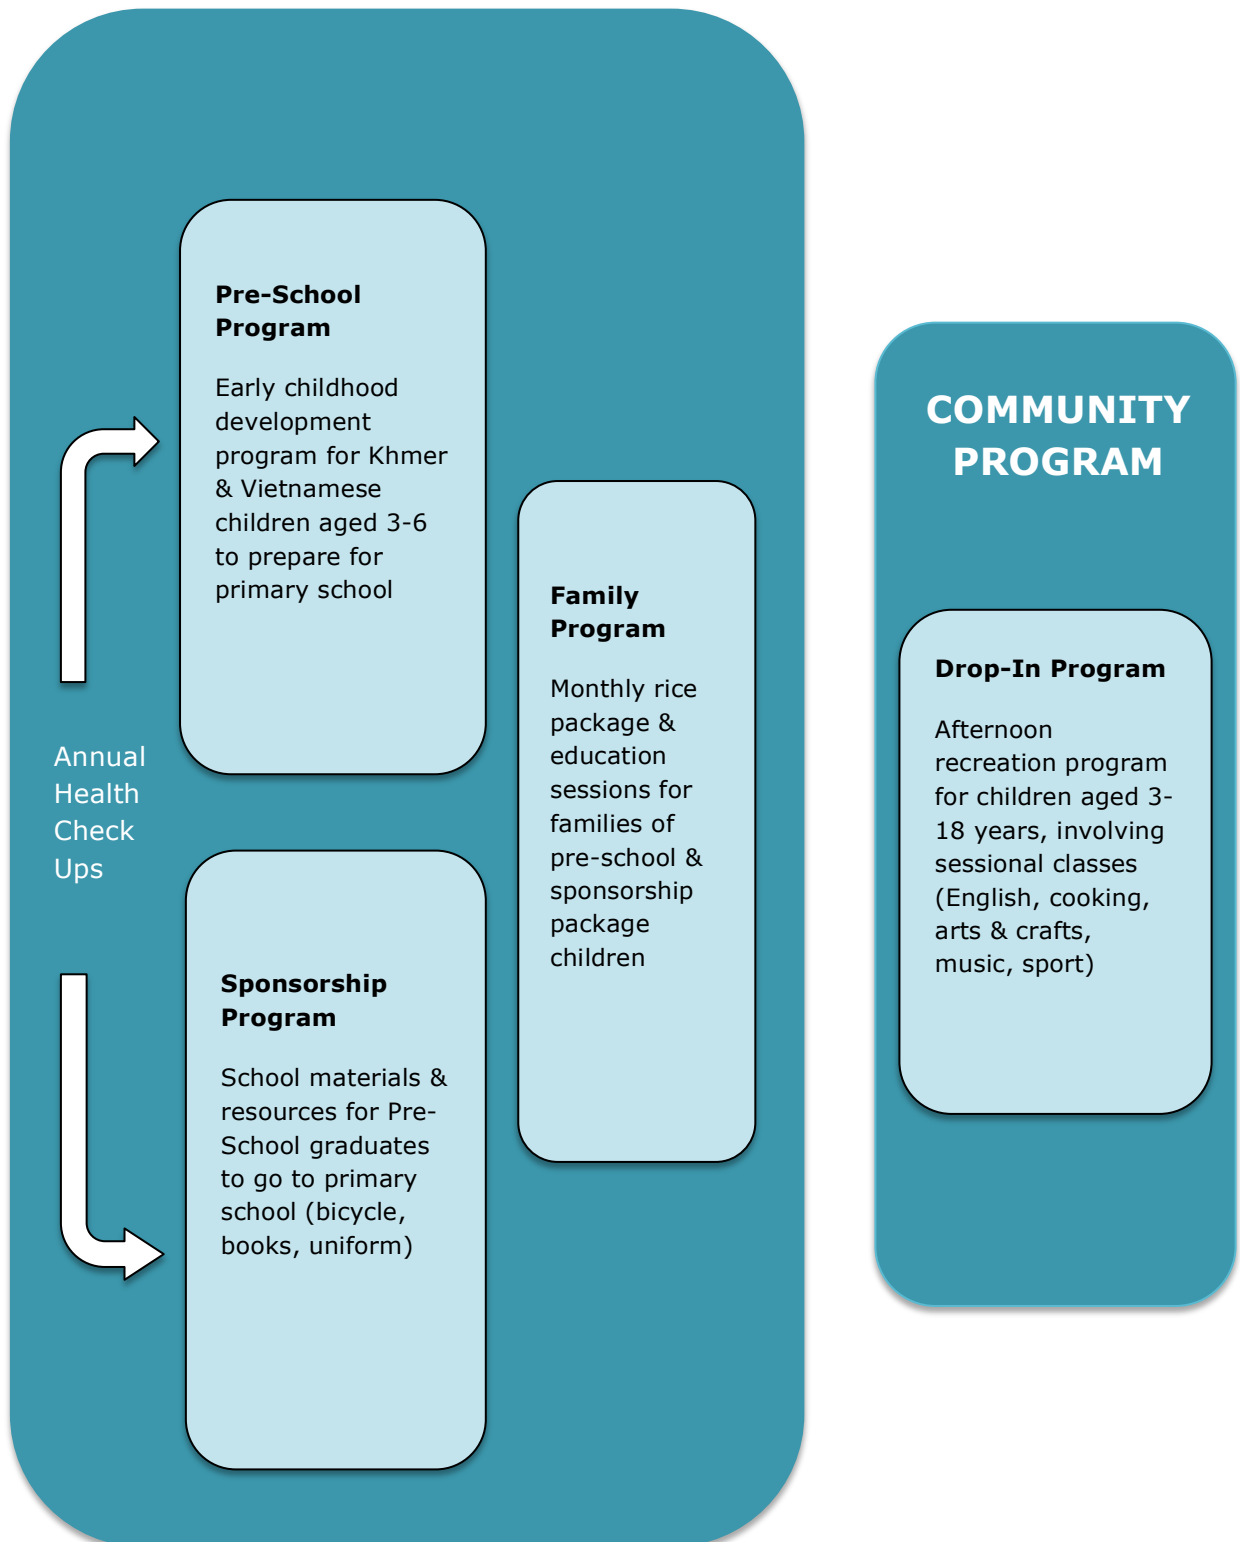 Pre-School
Program
Early childhood
development
program for Khmer
& Vietnamese
children aged 3-6
to prepare for
primary school
Annual
Health
Check
Ups
Sponsorship
Program
School materials &
resources for Pre-
School graduates
to go to primary
school (bicycle,
books, uniform)
Family
Program
Monthly rice
package &
education
sessions for
families of
pre-school &
sponsorship
package
children
COMMUNITY
PROGRAM
Drop-In Program
Afternoon
recreation program
for children aged 3-
18 years, involving
sessional classes
(English, cooking,
arts & crafts,
music, sport)